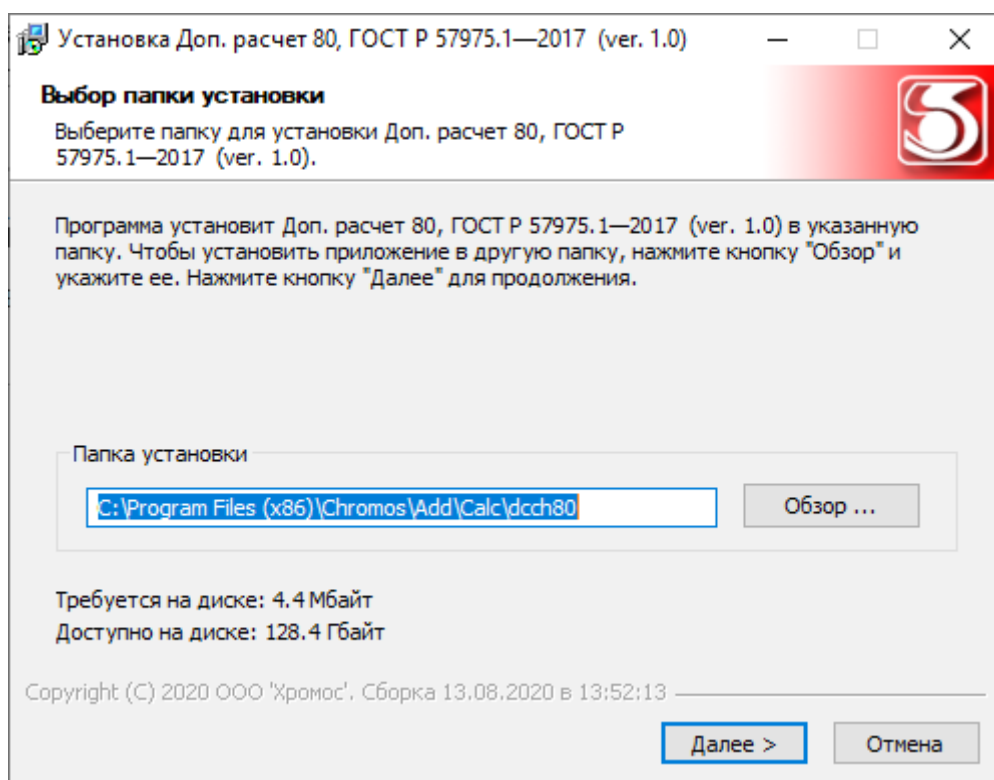 Установка Доп. расчет 80, ГОСТ Р 57975.1—2017 (ver. 1.0)
Выбор папки установки
Выберите папку для установки Доп. расчет 80, ГОСТ Р
57975.1—2017 (ver. 1.0).
Программа установит Доп. расчет 80, ГОСТ Р 57975.1—2017 (ver. 1.0) в указанную
папку. Чтобы установить приложение в другую папку, нажмите кнопку "Обзор" и
укажите ее. Нажмите кнопку "Далее" для продолжения.
Папка установки
C:\Program Files (x86)\Chromos\Add\Calc\dcch80
Обзор ...
Требуется на диске: 4.4 Мбайт
Доступно на диске: 128.4 Гбайт
Copyright (C) 2020 ООО 'Хромос'. Сборка 13.08.2020 в 13:52:13
Далее >
Отмена